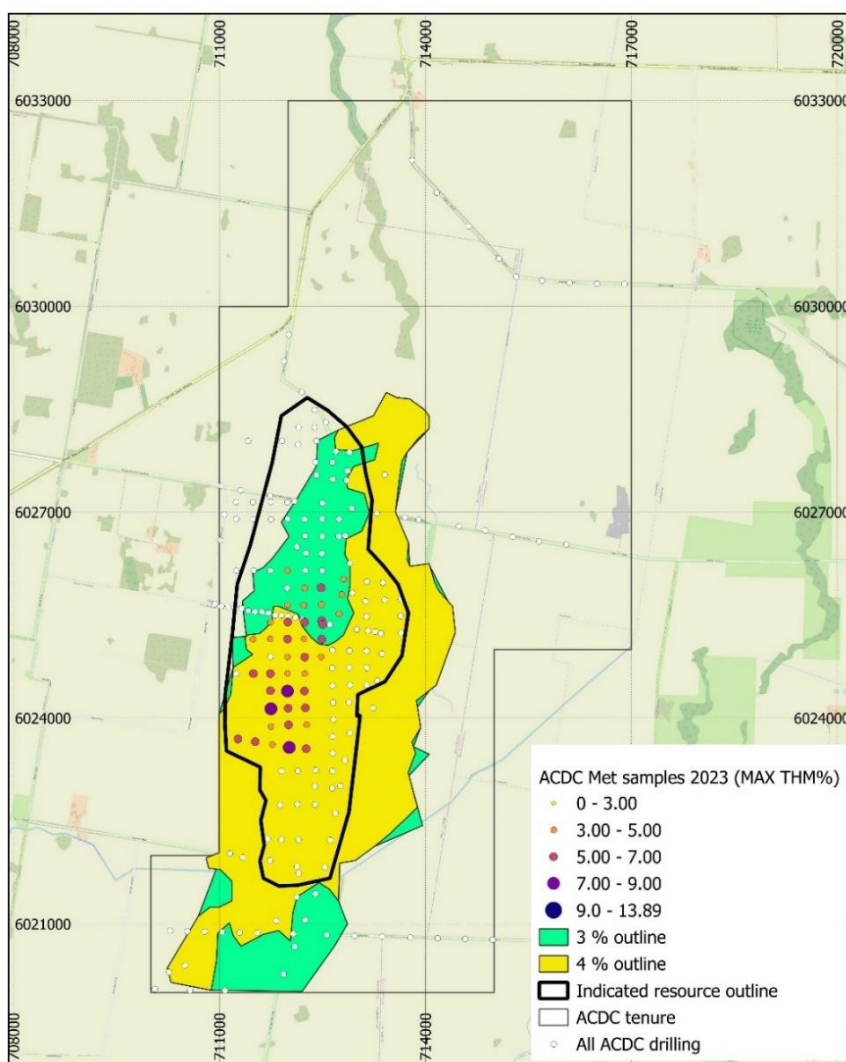 708000
711000
714000
717000
720000
6033000
6033000
6030000
6030000
6027000
6027000
6024000
6024000
6021000
ACDC Met samples 2023 (MAX THM%)
0 - 3.00
3.00 - 5.00
5.00 - 7.00
7.00 - 9.00
9.0 - 13.89
3 % outline
4 % outline
Indicated resource outline
ACDC tenure
All ACDC drilling
708000
711000
714000